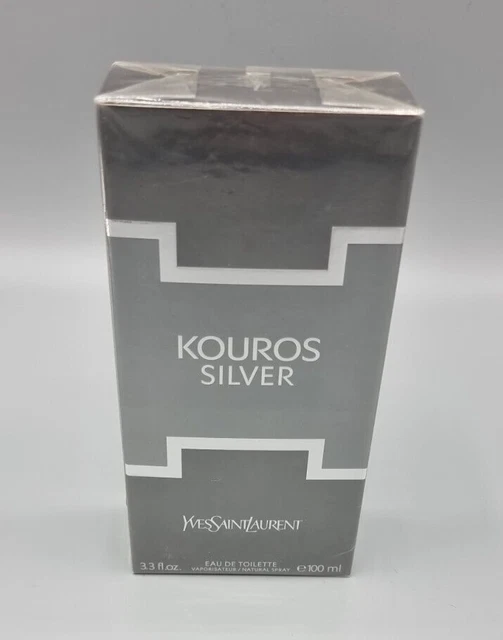 KOUROS
SILVER
YVESSAINTLAURENT
3.3 fl.oz. EAU DE TOILETTE ℮100 ml
VAPORISATEUR / NATURAL SPRAY